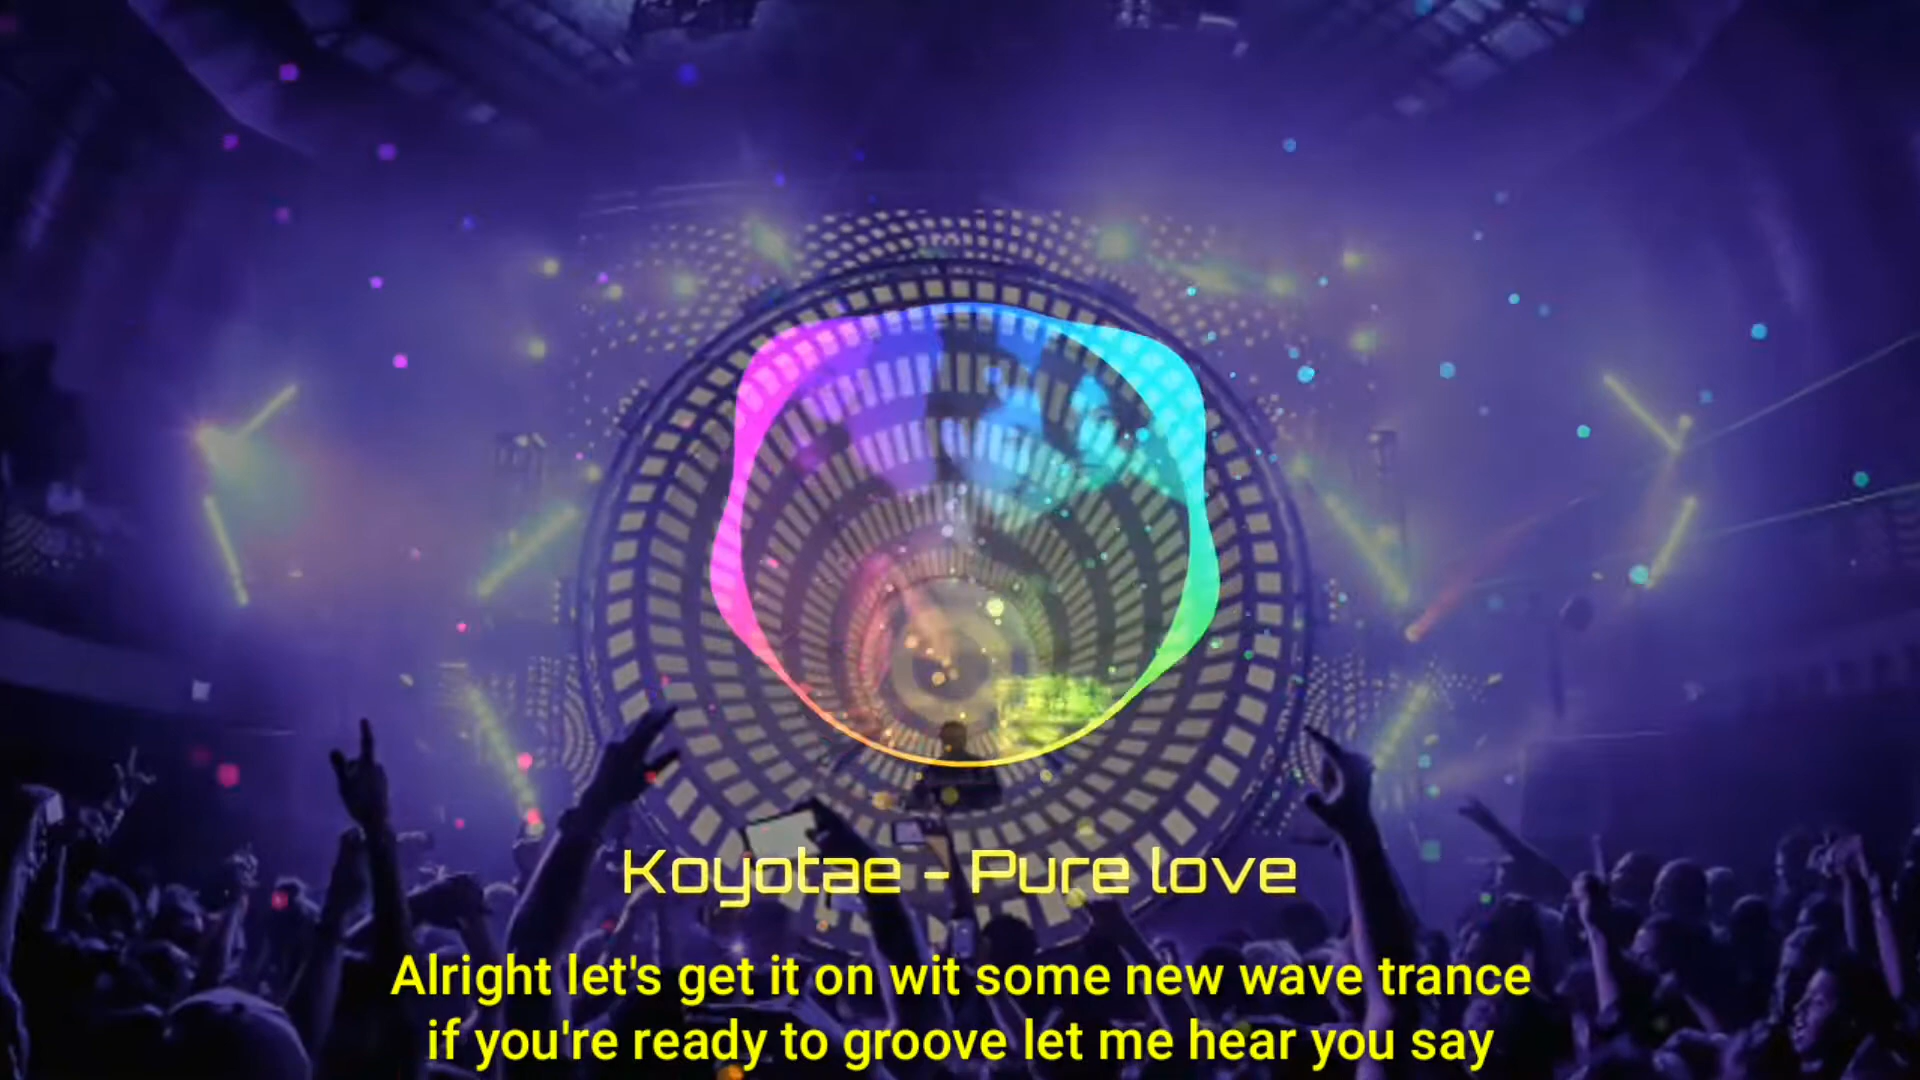 Koyotae - Pure love
Alright let's get it on wit some new wave trance
if you're ready to groove let me hear you say